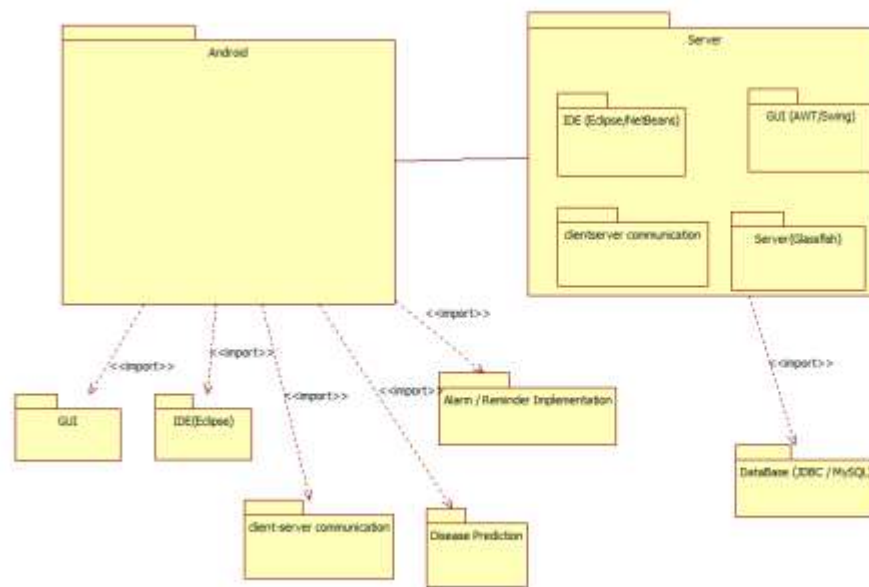 Android
Server
IDE (Eclipse/NetBeans)
GUI (AWT/Swing)
clientserver communication
Server(Glassfish)
<<import>>
<<import>>
<<import>>
<<import>>
<<import>>
<<import>>
GUI
IDE(Eclipse)
Alarm / Reminder Implementation
DataBase (JDBC / MySQL)
client-server communication
Disease Prediction